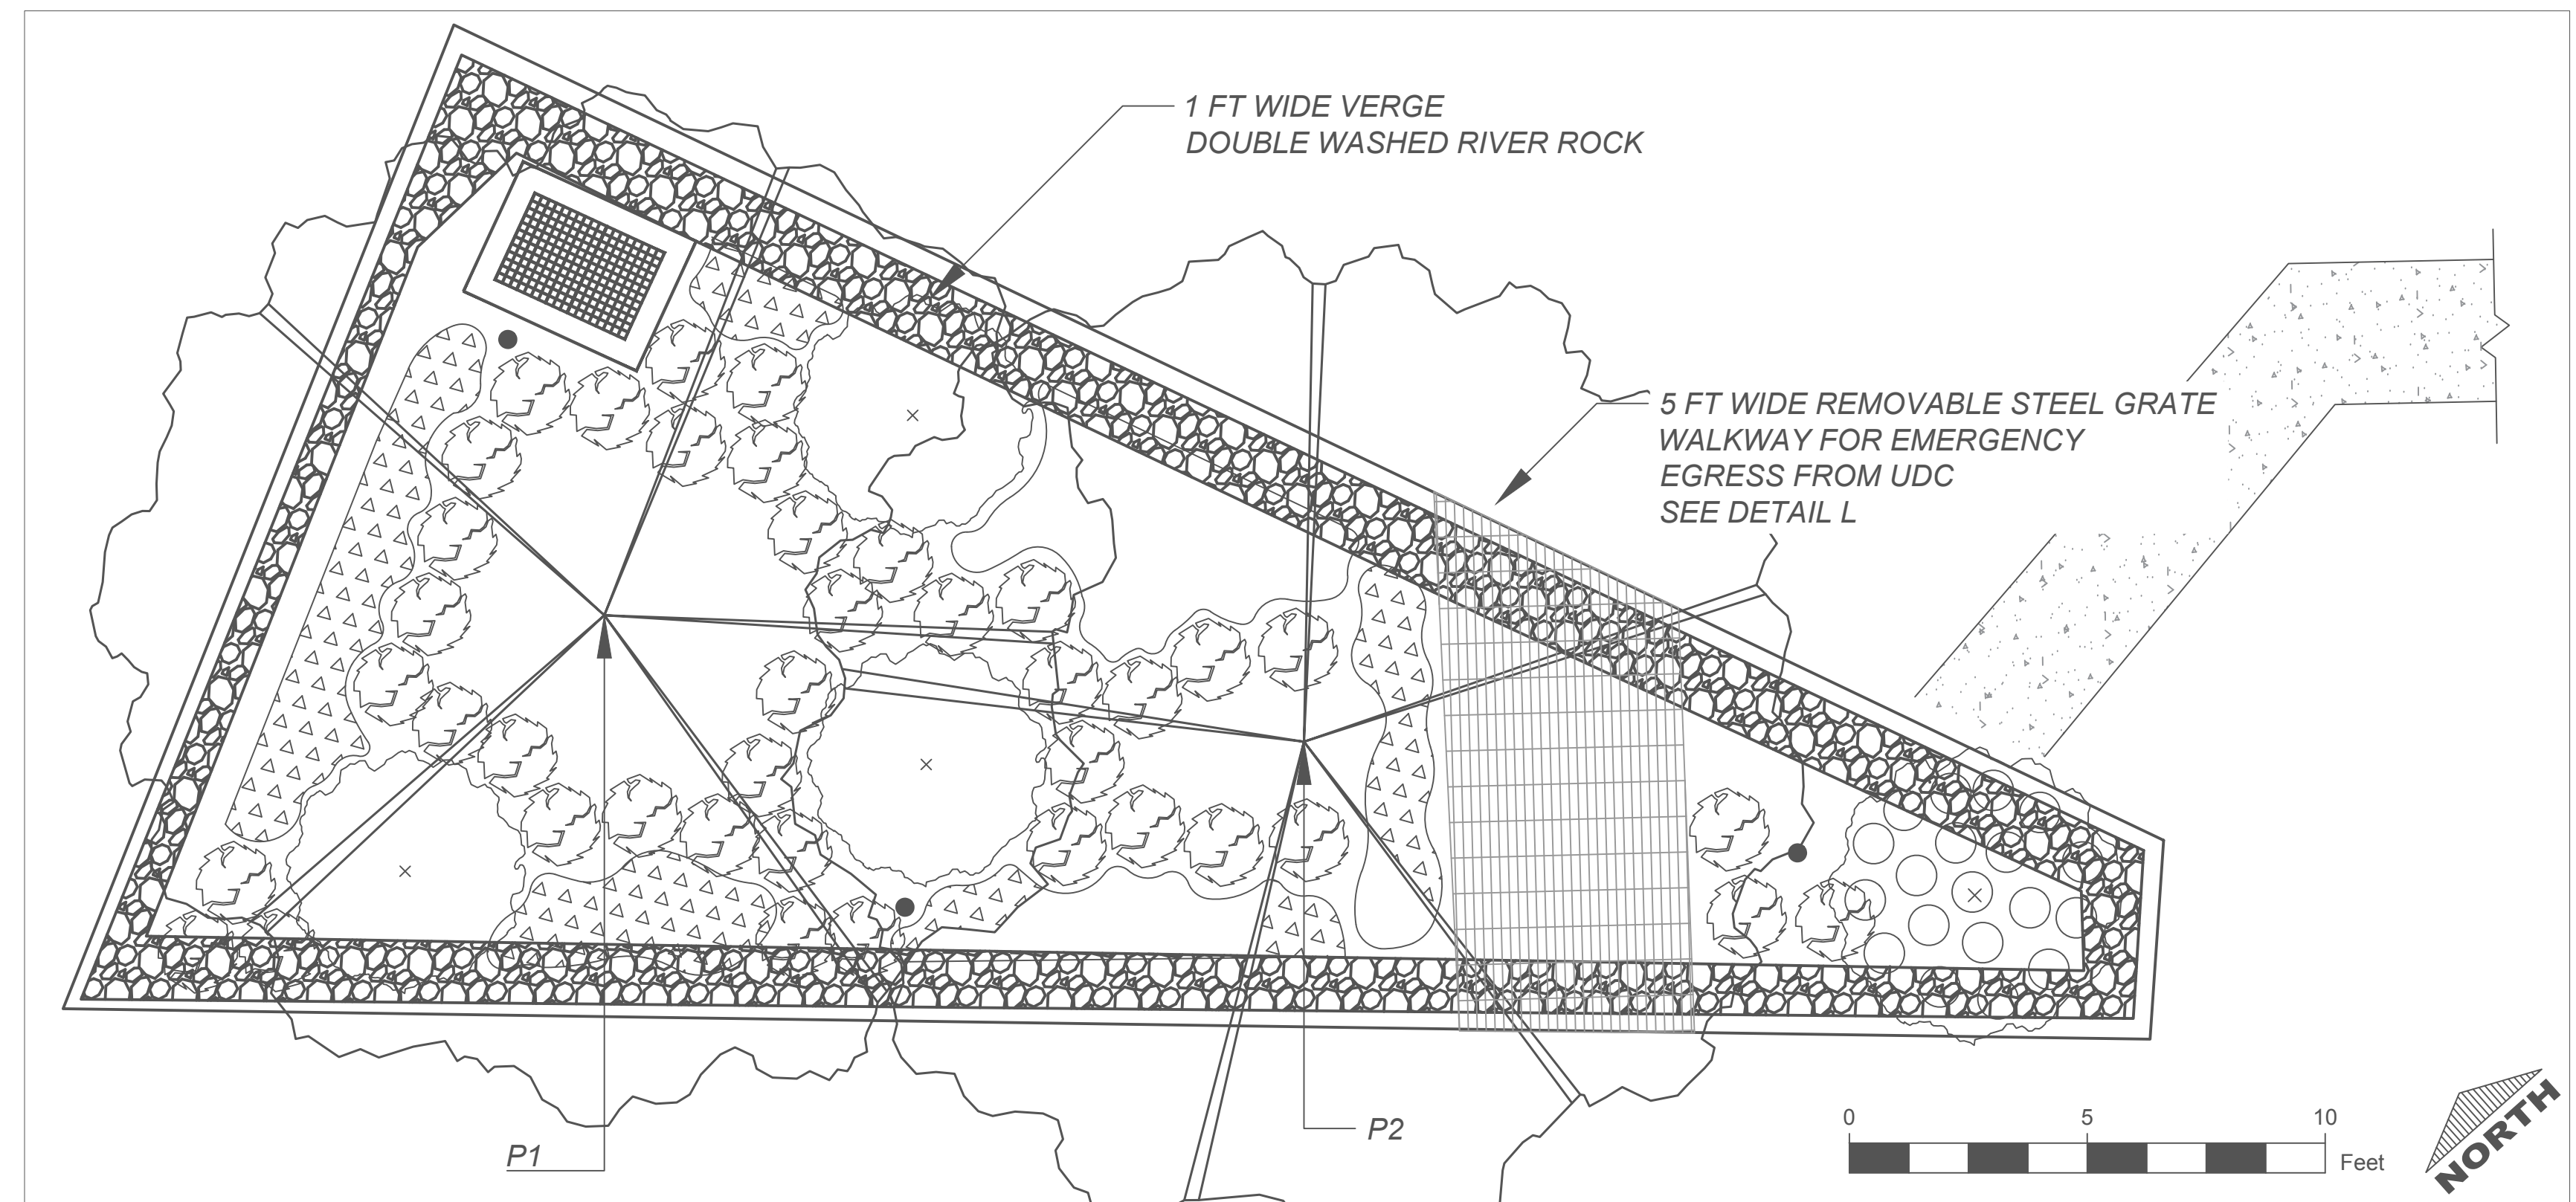 1 FT WIDE VERGE
DOUBLE WASHED RIVER ROCK
5 FT WIDE REMOVABLE STEEL GRATE
WALKWAY FOR EMERGENCY
EGRESS FROM UDC
SEE DETAIL L
P1
P2
0 5 10
Feet
NORTH